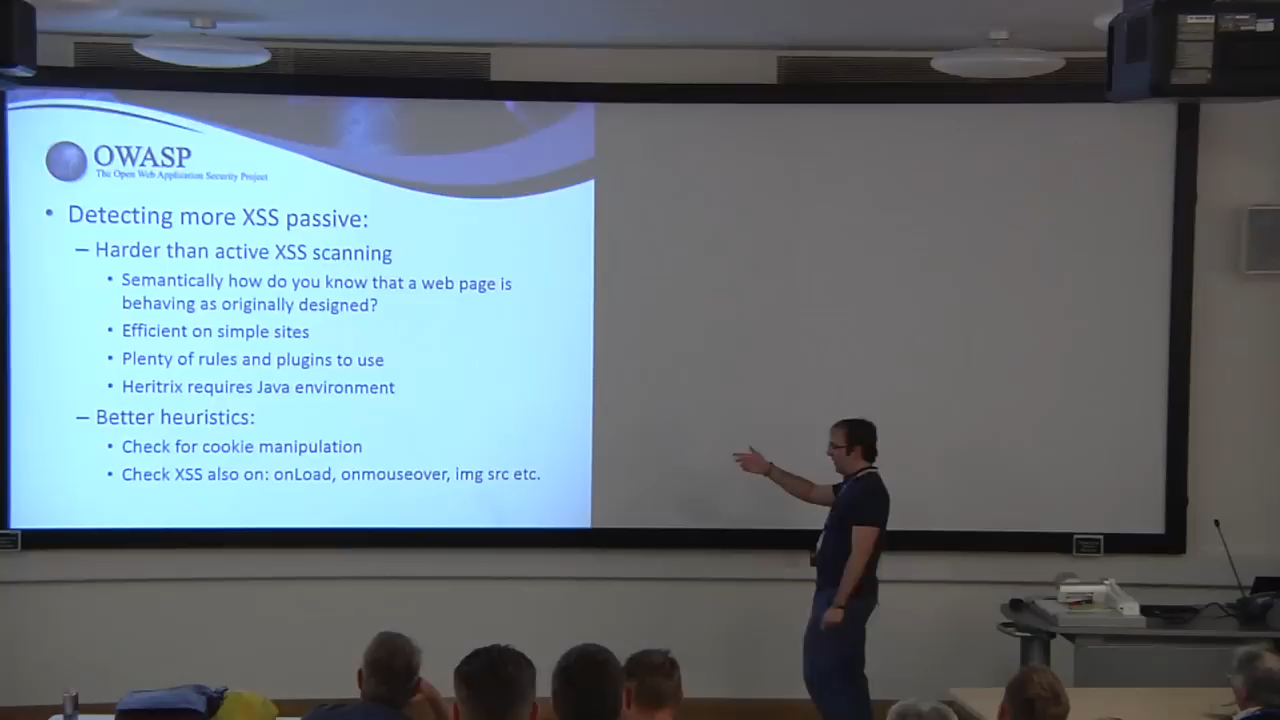 OWASP
The Open Web Application Security Project
• Detecting more XSS passive:
– Harder than active XSS scanning
• Semantically how do you know that a web page is
behaving as originally designed?
• Efficient on simple sites
• Plenty of rules and plugins to use
• Heritrix requires Java environment
– Better heuristics:
• Check for cookie manipulation
• Check XSS also on: onLoad, onmouseover, img src etc.